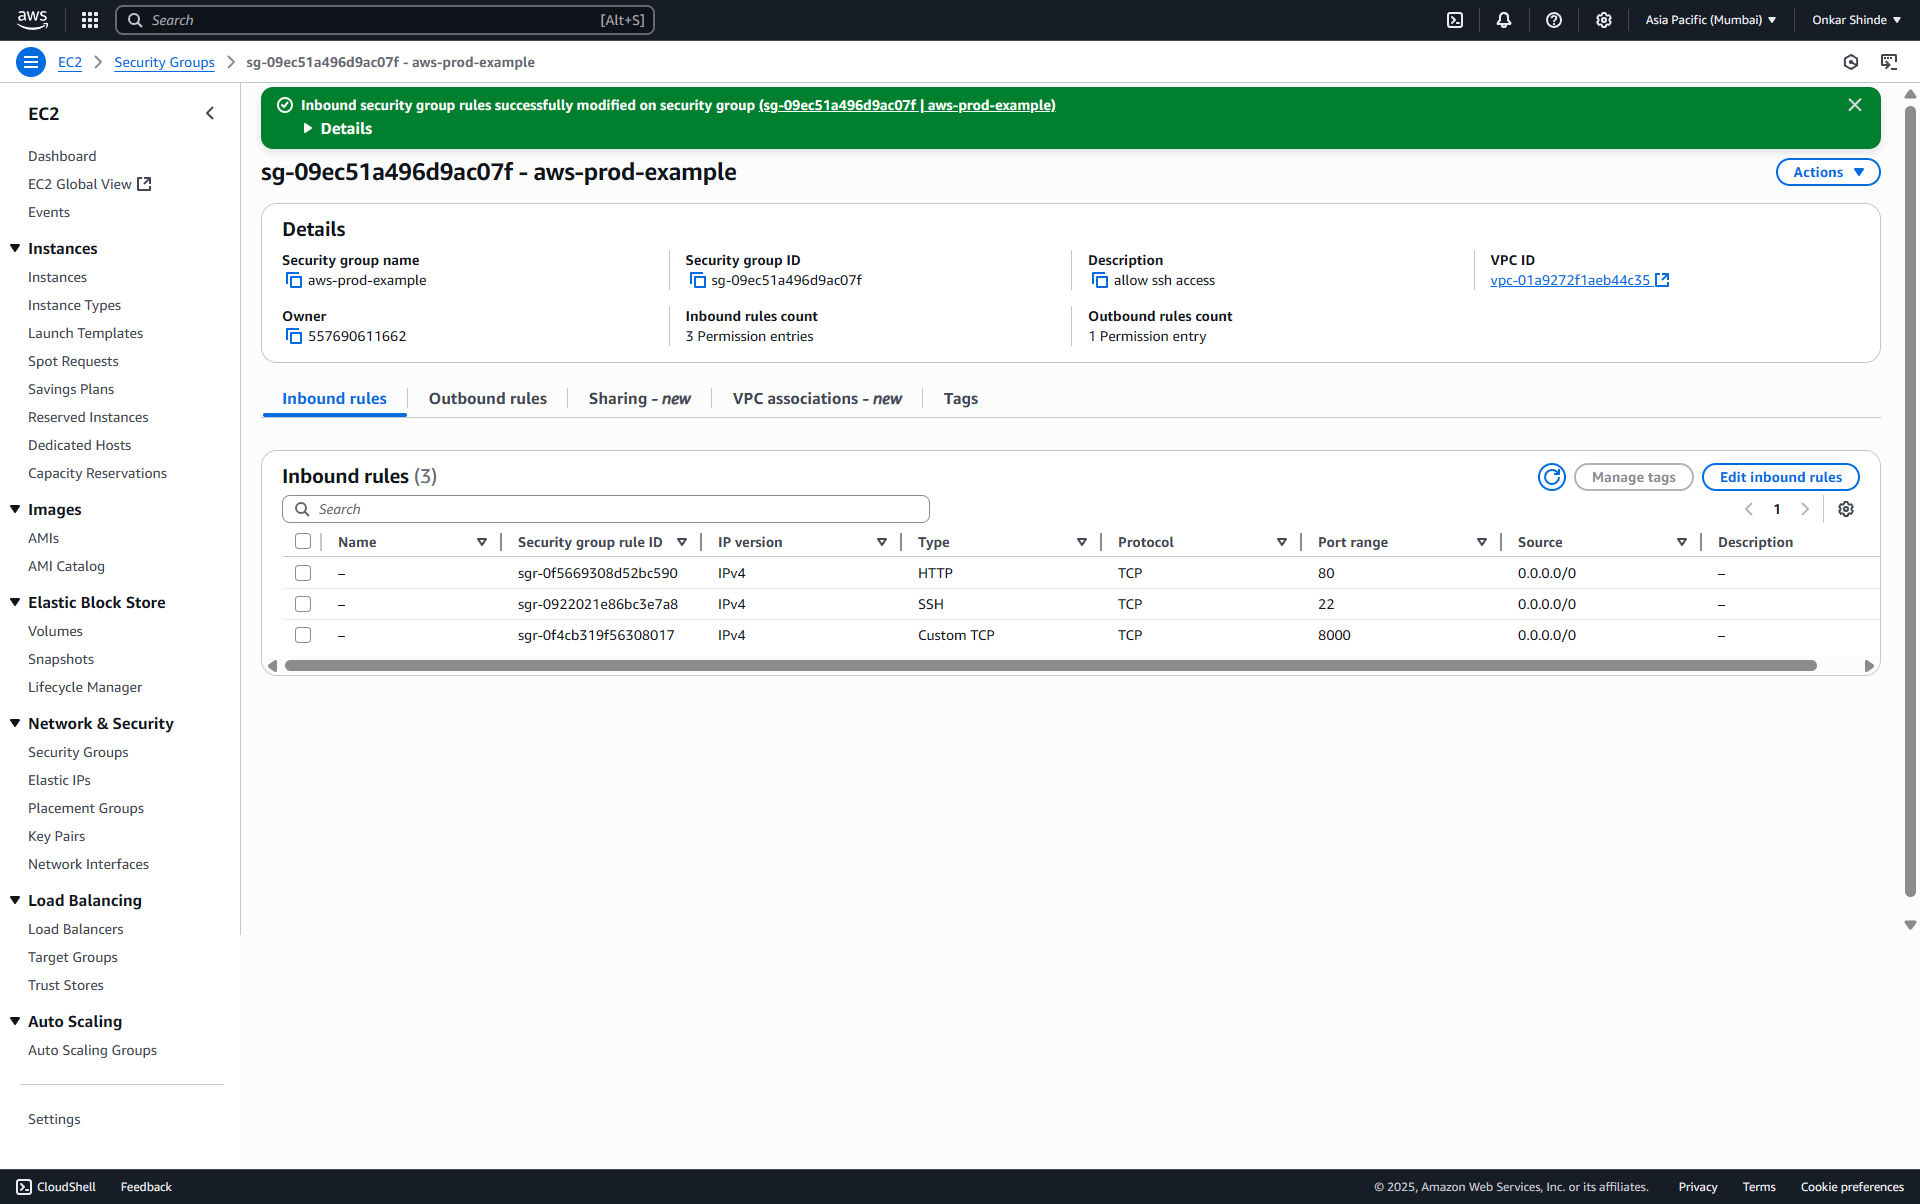 aws
Search [Alt+S]
Asia Pacific (Mumbai)
Onkar Shinde
EC2
Security Groups
sg-09ec51a496d9ac07f - aws-prod-example
EC2
Dashboard
EC2 Global View
Events
Instances
Instances
Instance Types
Launch Templates
Spot Requests
Savings Plans
Reserved Instances
Dedicated Hosts
Capacity Reservations
Images
AMIs
AMI Catalog
Elastic Block Store
Volumes
Snapshots
Lifecycle Manager
Network & Security
Security Groups
Elastic IPs
Placement Groups
Key Pairs
Network Interfaces
Load Balancing
Load Balancers
Target Groups
Trust Stores
Auto Scaling
Auto Scaling Groups
Settings
Inbound security group rules successfully modified on security group (sg-09ec51a496d9ac07f | aws-prod-example)
Details
sg-09ec51a496d9ac07f - aws-prod-example
Actions
Details
Security group name
aws-prod-example
Security group ID
sg-09ec51a496d9ac07f
Description
allow ssh access
VPC ID
vpc-01a9272f1aeb44c35
Owner
557690611662
Inbound rules count
3 Permission entries
Outbound rules count
1 Permission entry
Inbound rules
Outbound rules
Sharing - new
VPC associations - new
Tags
Inbound rules (3)
Manage tags
Edit inbound rules
Search
1
Name Security group rule ID IP version Type Protocol Port range Source Description
– sgr-0f5669308d52bc590 IPv4 HTTP TCP 80 0.0.0.0/0 –
– sgr-0922021e86bc3e7a8 IPv4 SSH TCP 22 0.0.0.0/0 –
– sgr-0f4cb319f56308017 IPv4 Custom TCP TCP 8000 0.0.0.0/0 –
CloudShell
Feedback
© 2025, Amazon Web Services, Inc. or its affiliates.
Privacy
Terms
Cookie preferences